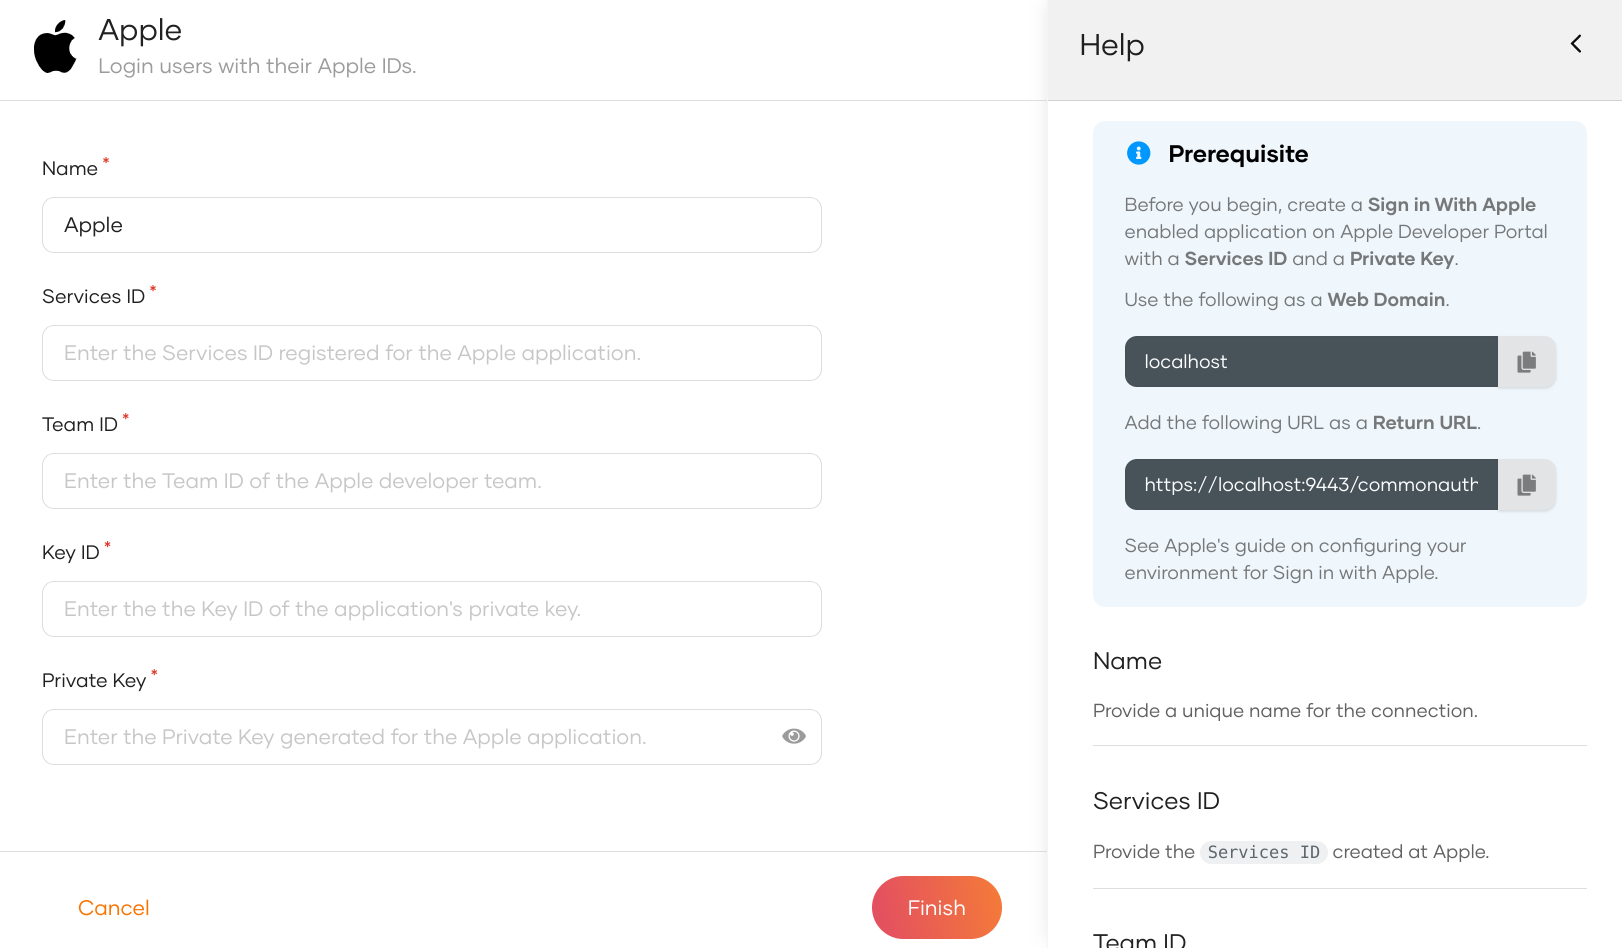 Apple
Login users with their Apple IDs.
Name *
Apple
Services ID *
Enter the Services ID registered for the Apple application.
Team ID *
Enter the Team ID of the Apple developer team.
Key ID *
Enter the the Key ID of the application's private key.
Private Key *
Enter the Private Key generated for the Apple application.
Cancel
Finish
Help
Prerequisite
Before you begin, create a Sign in With Apple
enabled application on Apple Developer Portal
with a Services ID and a Private Key.
Use the following as a Web Domain.
localhost
Add the following URL as a Return URL.
https://localhost:9443/commonauth
See Apple's guide on configuring your
environment for Sign in with Apple.
Name
Provide a unique name for the connection.
Services ID
Provide the Services ID created at Apple.
Team ID